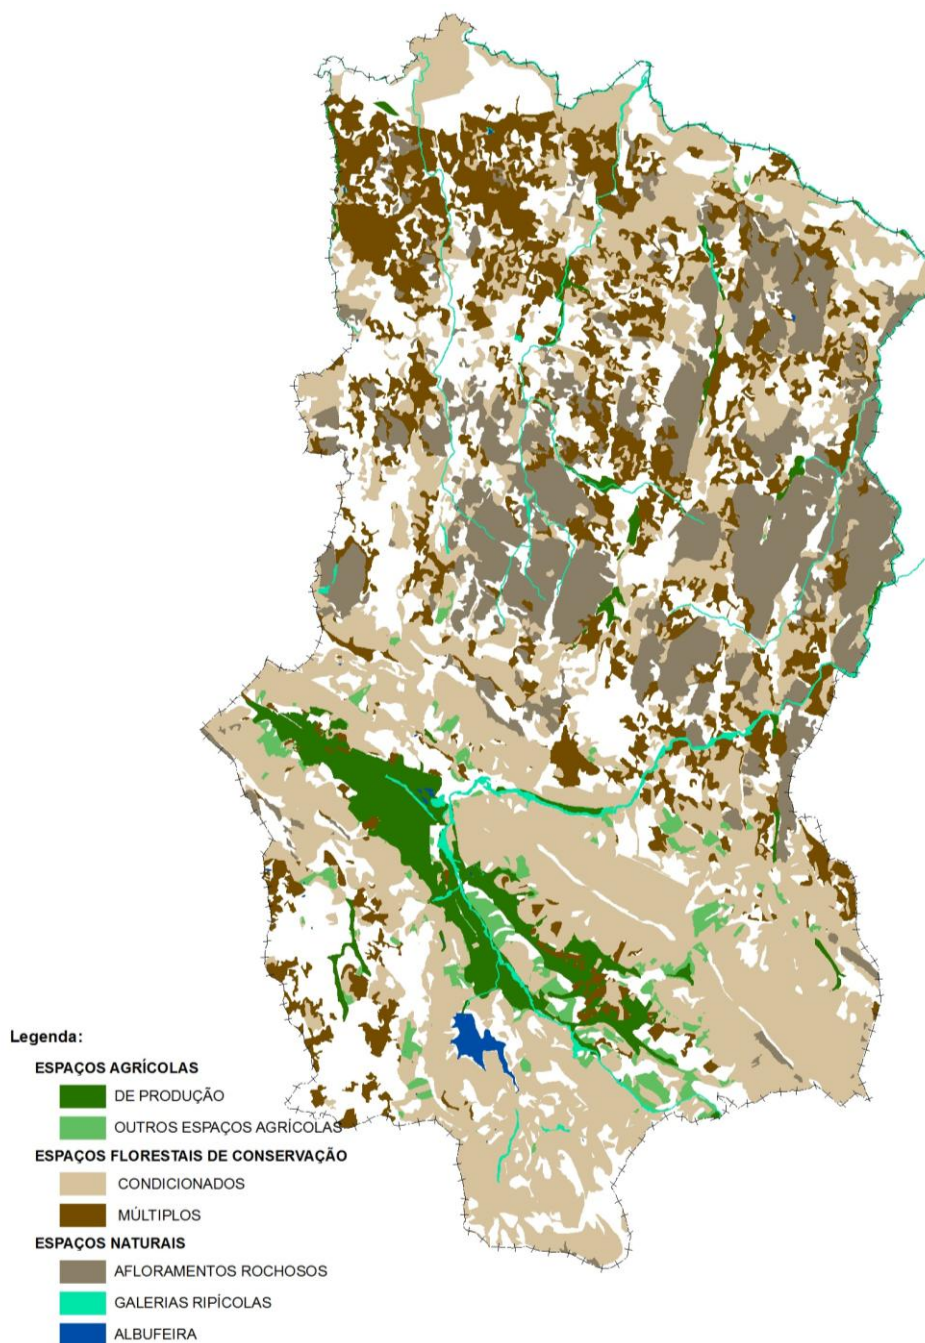 Legenda:
ESPAÇOS AGRÍCOLAS
DE PRODUÇÃO
OUTROS ESPAÇOS AGRÍCOLAS
ESPAÇOS FLORESTAIS DE CONSERVAÇÃO
CONDICIONADOS
MÚLTIPLOS
ESPAÇOS NATURAIS
AFLORAMENTOS ROCHOSOS
GALERIAS RIPÍCOLAS
ALBUFEIRA